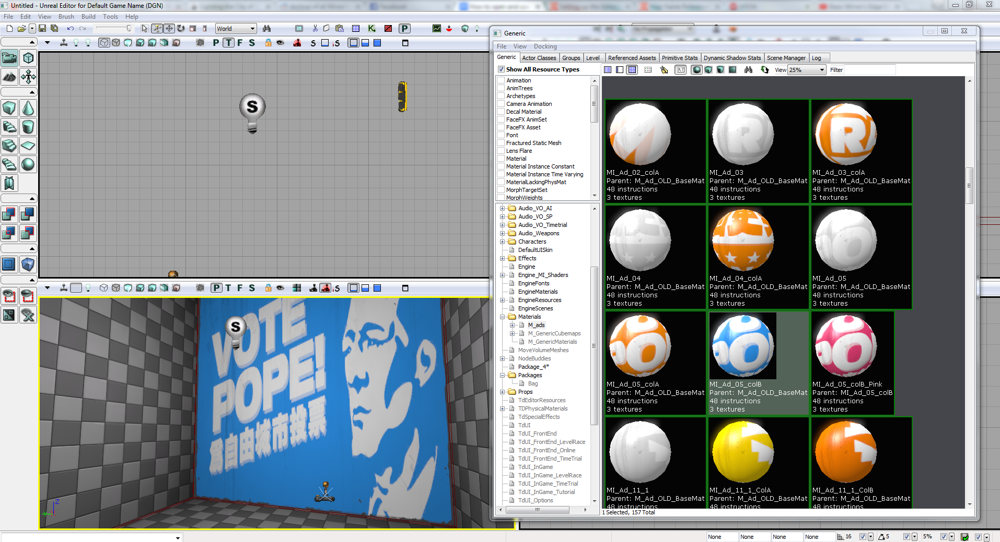 Untitled - Unreal Editor for Default Game Name (DGN)
File Edit View Brush Build Tools Help
World
P T F S
S
S
P T F S
S
S
VOTE
POPE!
為自由城市投票
Z
Y
Generic
File View Docking
Generic Actor Classes Groups Level Referenced Assets Primitive Stats Dynamic Shadow Stats Scene Manager Log
Show All Resource Types
RT
View 25% Filter
Animation
AnimTrees
Archetypes
Camera Animation
Decal Material
FaceFX AnimSet
FaceFX Asset
Font
Fractured Static Mesh
Lens Flare
Material
Material Instance Constant
Material Instance Time Varying
MaterialLackingPhysMat
MorphTargetSet
MorphWeights
Audio_VO_AI
Audio_VO_SP
Audio_VO_Timetrial
Audio_Weapons
Characters
DefaultUISkin
Effects
Engine
Engine_MI_Shaders
EngineFonts
EngineMaterials
EngineResources
EngineScenes
Materials
M_ads
M_GenericCubemaps
M_GenericMaterials
MoveVolumeMeshes
NodeBuddies
Package_4*
Packages
Bag
Props
TdEditorResources
TDPhysicalMaterials
TdSpecialEffects
TdUI
TdUI_FrontEnd
TdUI_FrontEnd_LevelRace
TdUI_FrontEnd_Online
TdUI_FrontEnd_TimeTrial
TdUI_InGame
TdUI_InGame_LevelRace
TdUI_InGame_TimeTrial
TdUI_InGame_Tutorial
TdUI_Options
MI_Ad_02_colA
Parent: M_Ad_OLD_BaseMat
48 instructions
3 textures
MI_Ad_03
Parent: M_Ad_OLD_BaseMat
48 instructions
3 textures
MI_Ad_03_colA
Parent: M_Ad_OLD_BaseMat
48 instructions
3 textures
MI_Ad_04
Parent: M_Ad_OLD_BaseMat
48 instructions
3 textures
MI_Ad_04_colA
Parent: M_Ad_OLD_BaseMat
48 instructions
3 textures
MI_Ad_05
Parent: M_Ad_OLD_BaseMat
48 instructions
3 textures
MI_Ad_05_colA
Parent: M_Ad_OLD_BaseMat
48 instructions
3 textures
MI_Ad_05_colB
Parent: M_Ad_OLD_BaseMat
48 instructions
3 textures
MI_Ad_05_colB_Pink
Parent: MI_Ad_05_colB
48 instructions
3 textures
MI_Ad_11_1
Parent: M_Ad_OLD_BaseMat
48 instructions
MI_Ad_11_1_ColA
Parent: M_Ad_OLD_BaseMat
48 instructions
MI_Ad_11_1_ColB
Parent: M_Ad_OLD_BaseMat
48 instructions
1 Selected, 157 Total
None None None None 16 5 5%